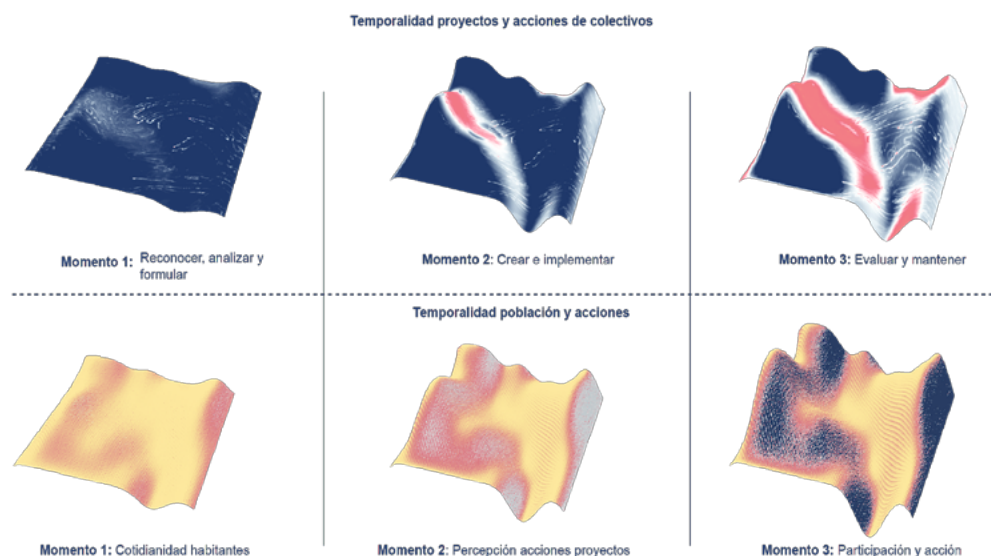 Temporalidad proyectos y acciones de colectivos
Momento 1: Reconocer, analizar y
formular
Momento 2: Crear e implementar
Momento 3: Evaluar y mantener
Temporalidad población y acciones
Momento 1: Cotidianidad habitantes
Momento 2: Percepción acciones proyectos
Momento 3: Participación y acción